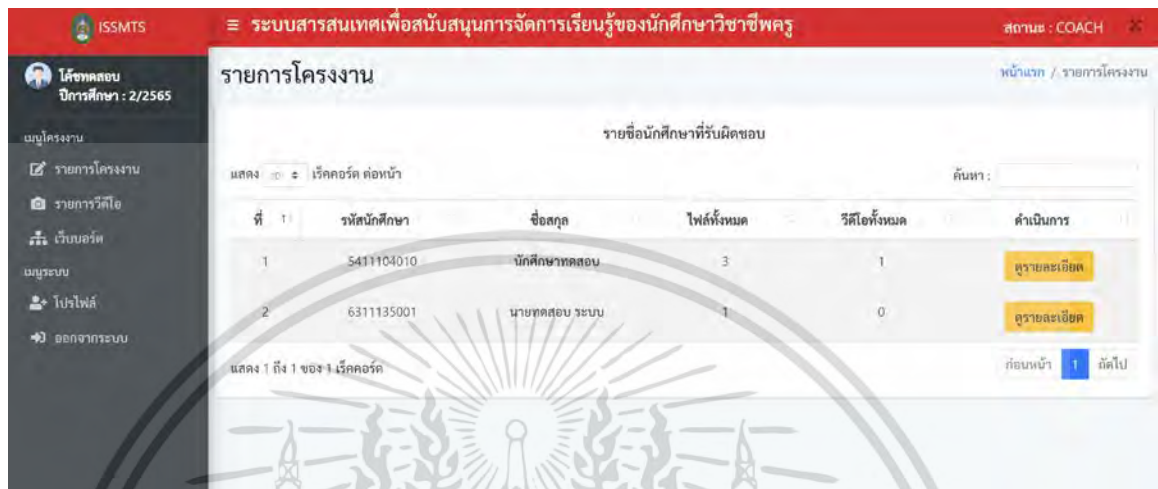 ISSMTS
≡ ระบบสารสนเทศเพื่อสนับสนุนการจัดการเรียนรู้ของนักศึกษาวิชาชีพครู
สถานะ : COACH
โค้ชทดสอบ
ปีการศึกษา : 2/2565
เมนูโครงงาน
รายการโครงงาน
รายการวีดีโอ
เว็บบอร์ด
เมนูระบบ
โปรไฟล์
ออกจากระบบ
รายการโครงงาน
หน้าแรก / รายการโครงงาน
รายชื่อนักศึกษาที่รับผิดชอบ
แสดง 10 เร็คคอร์ด ต่อหน้า
ค้นหา :
ที่ รหัสนักศึกษา ชื่อสกุล ไฟล์ทั้งหมด วีดีโอทั้งหมด ดำเนินการ
1 5411104010 นักศึกษาทดสอบ 3 1 ดูรายละเอียด
2 6311135001 นายทดสอบ ระบบ 1 0 ดูรายละเอียด
แสดง 1 ถึง 1 ของ 1 เร็คคอร์ด
ก่อนหน้า 1 ถัดไป